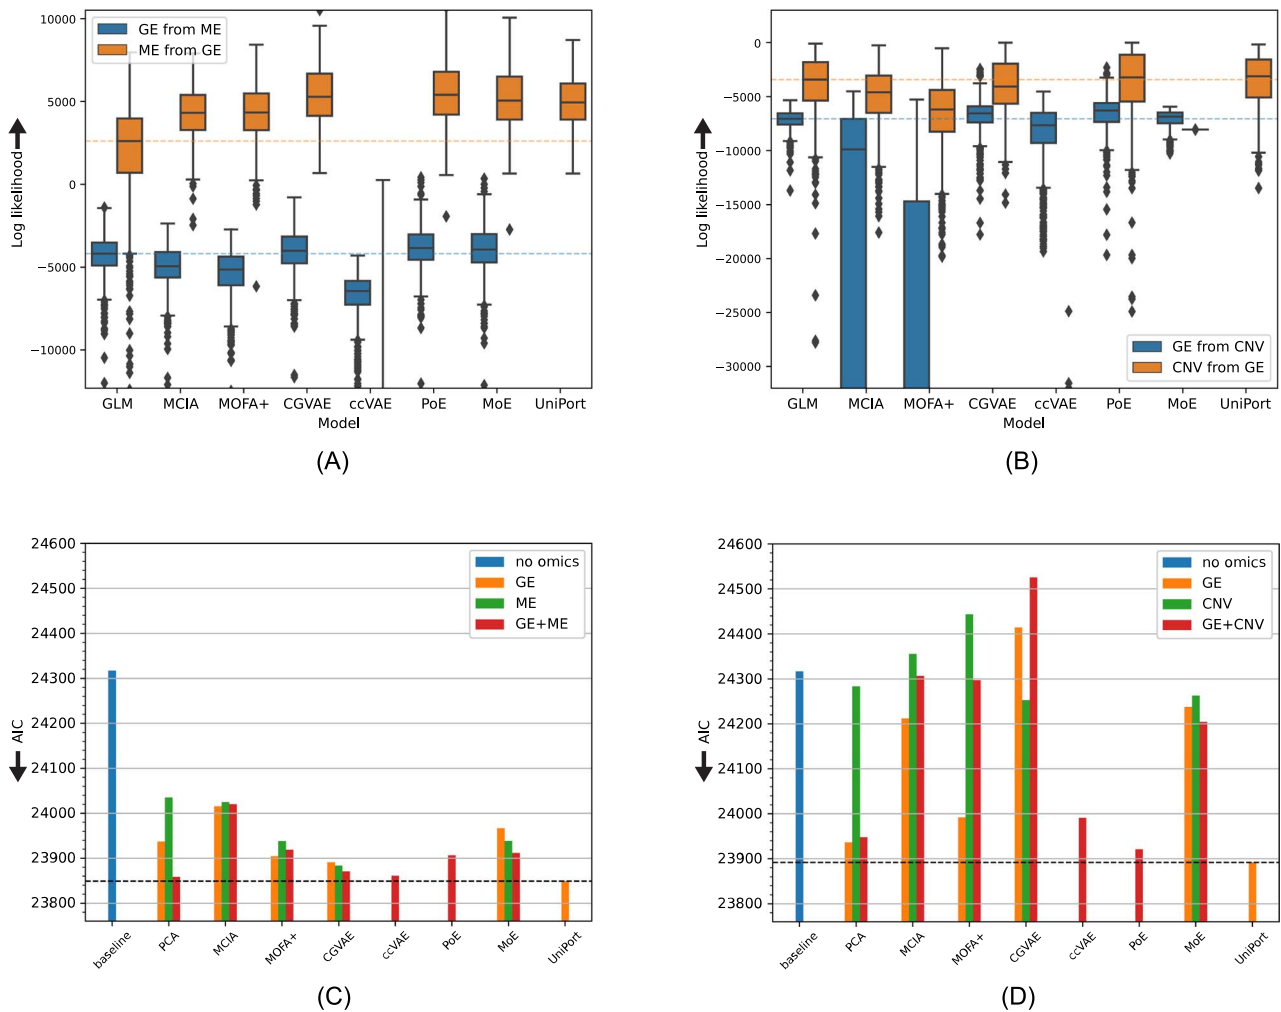 10000
5000
0
−5000
−10000
Log likelihood
GE from ME
ME from GE
GLM MCIA MOFA+ CGVAE ccVAE PoE MoE UniPort
Model
(A)
0
−5000
−10000
−15000
−20000
−25000
−30000
Log likelihood
GE from CNV
CNV from GE
GLM MCIA MOFA+ CGVAE ccVAE PoE MoE UniPort
Model
(B)
24600
24500
24400
24300
24200
24100
24000
23900
23800
AIC
no omics
GE
ME
GE+ME
baseline PCA MCIA MOFA+ CGVAE ccVAE PoE MoE UniPort
(C)
24600
24500
24400
24300
24200
24100
24000
23900
23800
AIC
no omics
GE
CNV
GE+CNV
baseline PCA MCIA MOFA+ CGVAE ccVAE PoE MoE UniPort
(D)